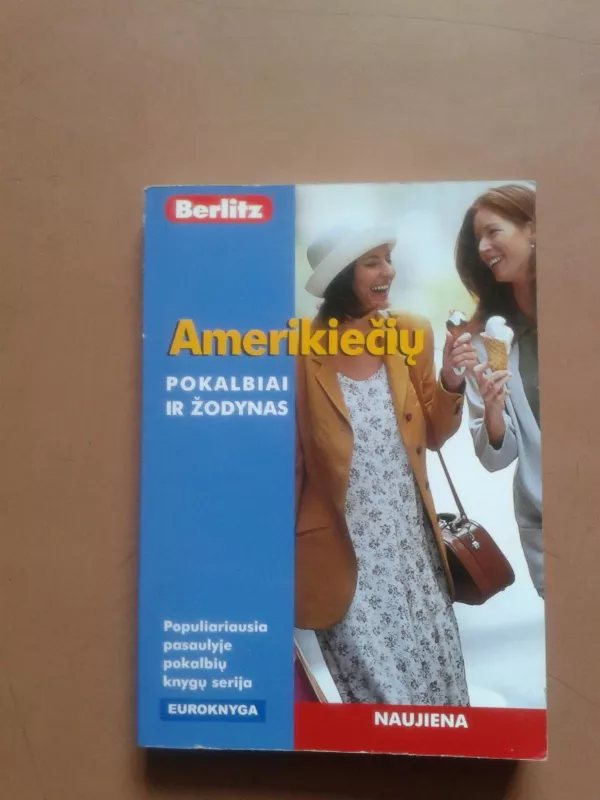 Berlitz
Amerikiečių
POKALBIAI
IR ŽODYNAS
Populiariausia
pasaulyje
pokalbių
knygų serija
EUROKNYGA
NAUJIENA